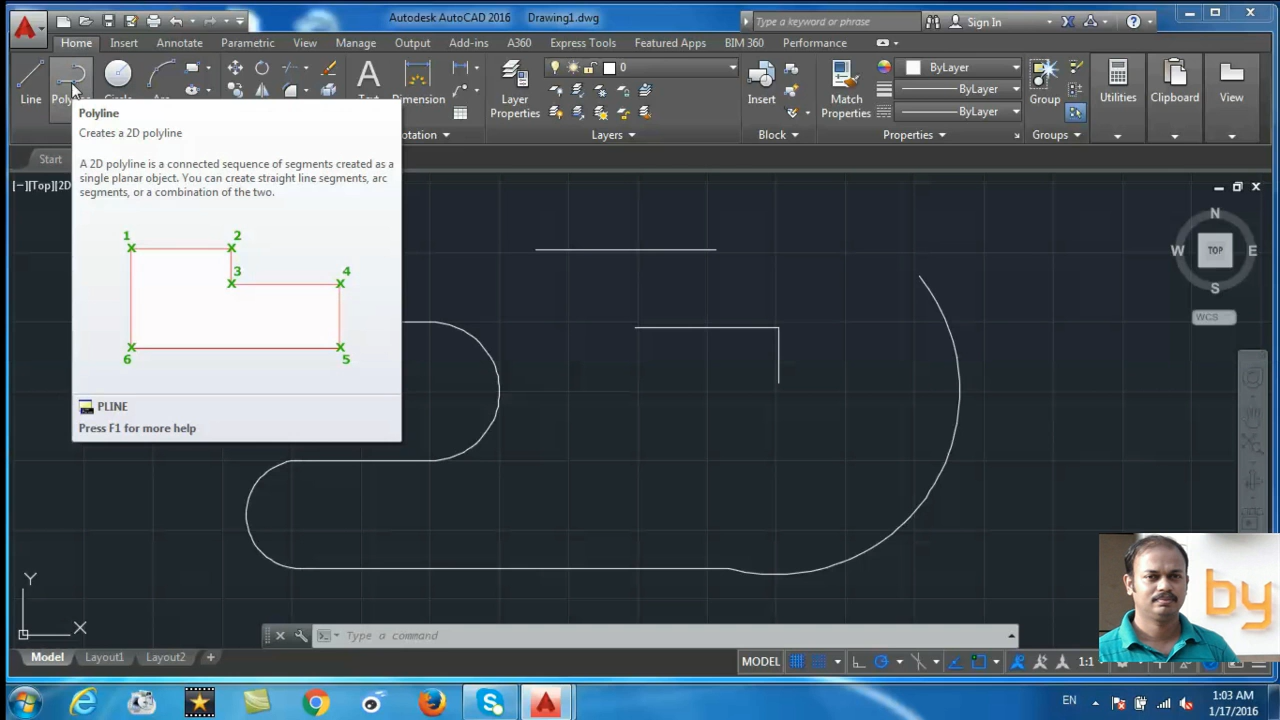 Autodesk AutoCAD 2016 Drawing1.dwg
Type a keyword or phrase
Sign In
Home Insert Annotate Parametric View Manage Output Add-ins A360 Express Tools Featured Apps BIM 360 Performance
0
ByLayer
ByLayer
ByLayer
Line
Dimension
Layer
Properties
Insert
Match
Properties
Group
Utilities
Clipboard
View
Layers
Block
Properties
Groups
Start
[−][Top]
Polyline
Creates a 2D polyline
A 2D polyline is a connected sequence of segments created as a
single planar object. You can create straight line segments, arc
segments, or a combination of the two.
1 2
3 4
6 5
PLINE
Press F1 for more help
N
W TOP E
S
WCS
Y
X
by
Type a command
Model Layout1 Layout2 +
MODEL
1:1
EN
1:03 AM
1/17/2016